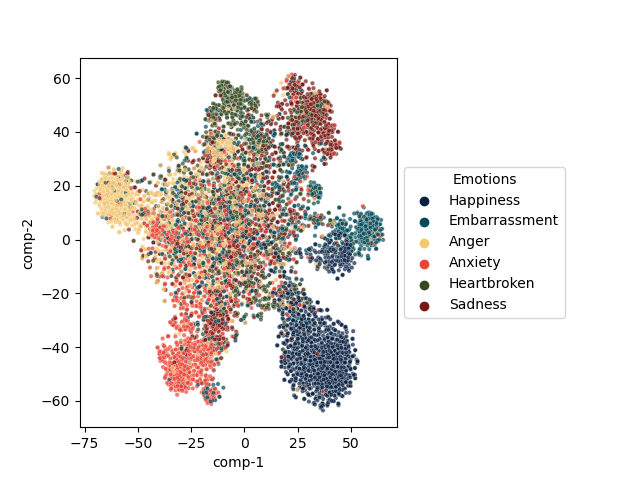 60
40
20
0
−20
−40
−60
comp-2
−75 −50 −25 0 25 50
comp-1
Emotions
Happiness
Embarrassment
Anger
Anxiety
Heartbroken
Sadness